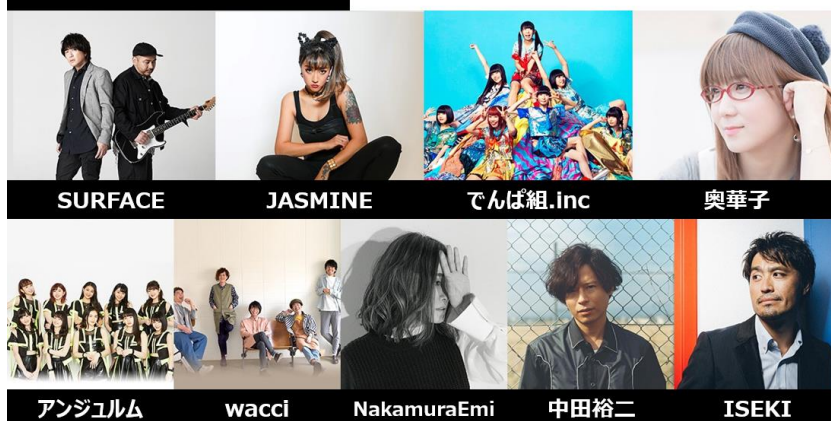 SURFACE
JASMINE
でんぱ組.inc
奥華子
アンジュルム
wacci
NakamuraEmi
中田裕二
ISEKI